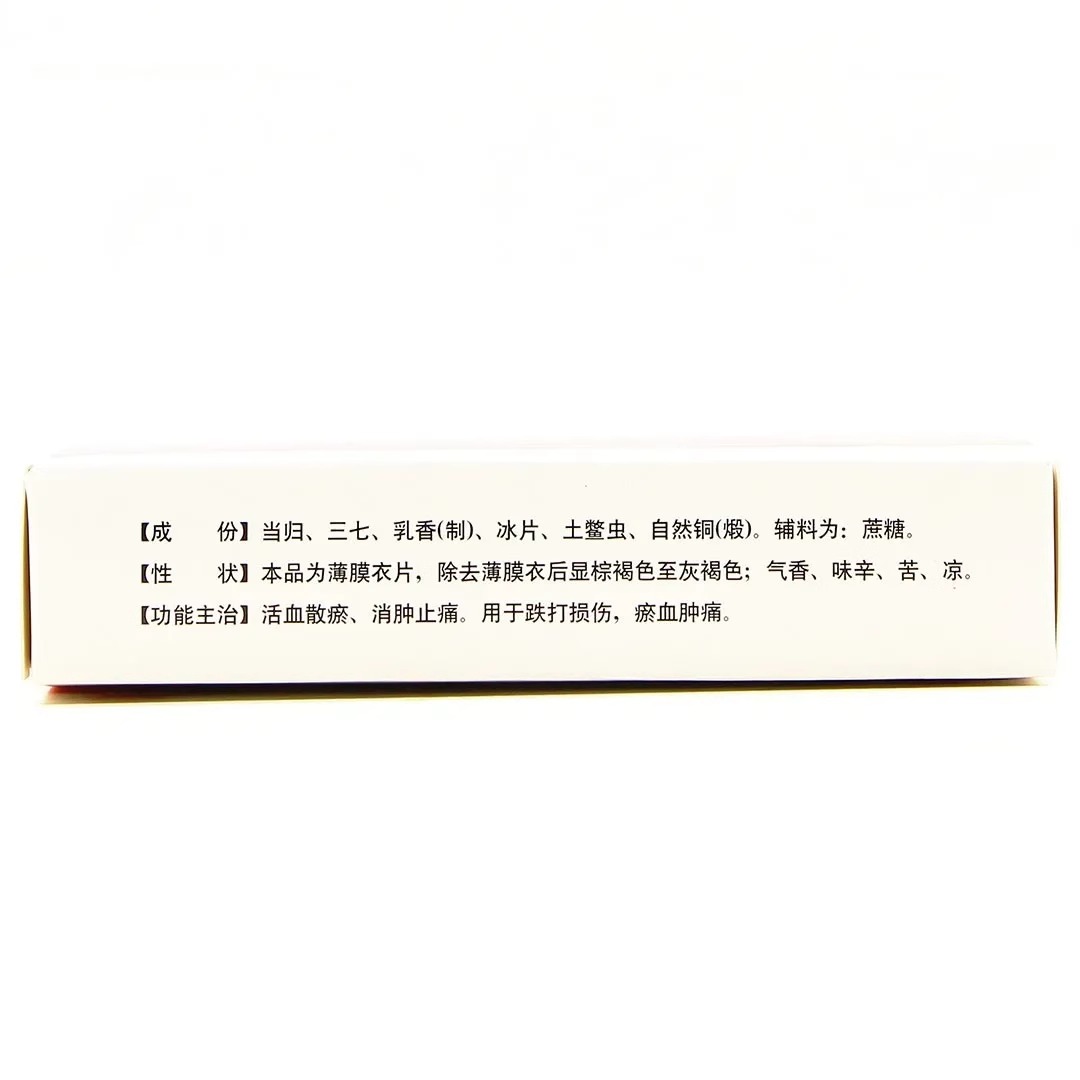 【成　　份】当归、三七、乳香(制)、冰片、土鳖虫、自然铜(煅)。辅料为：蔗糖。
【性　　状】本品为薄膜衣片，除去薄膜衣后显棕褐色至灰褐色；气香、味辛、苦、凉。
【功能主治】活血散瘀、消肿止痛。用于跌打损伤，瘀血肿痛。